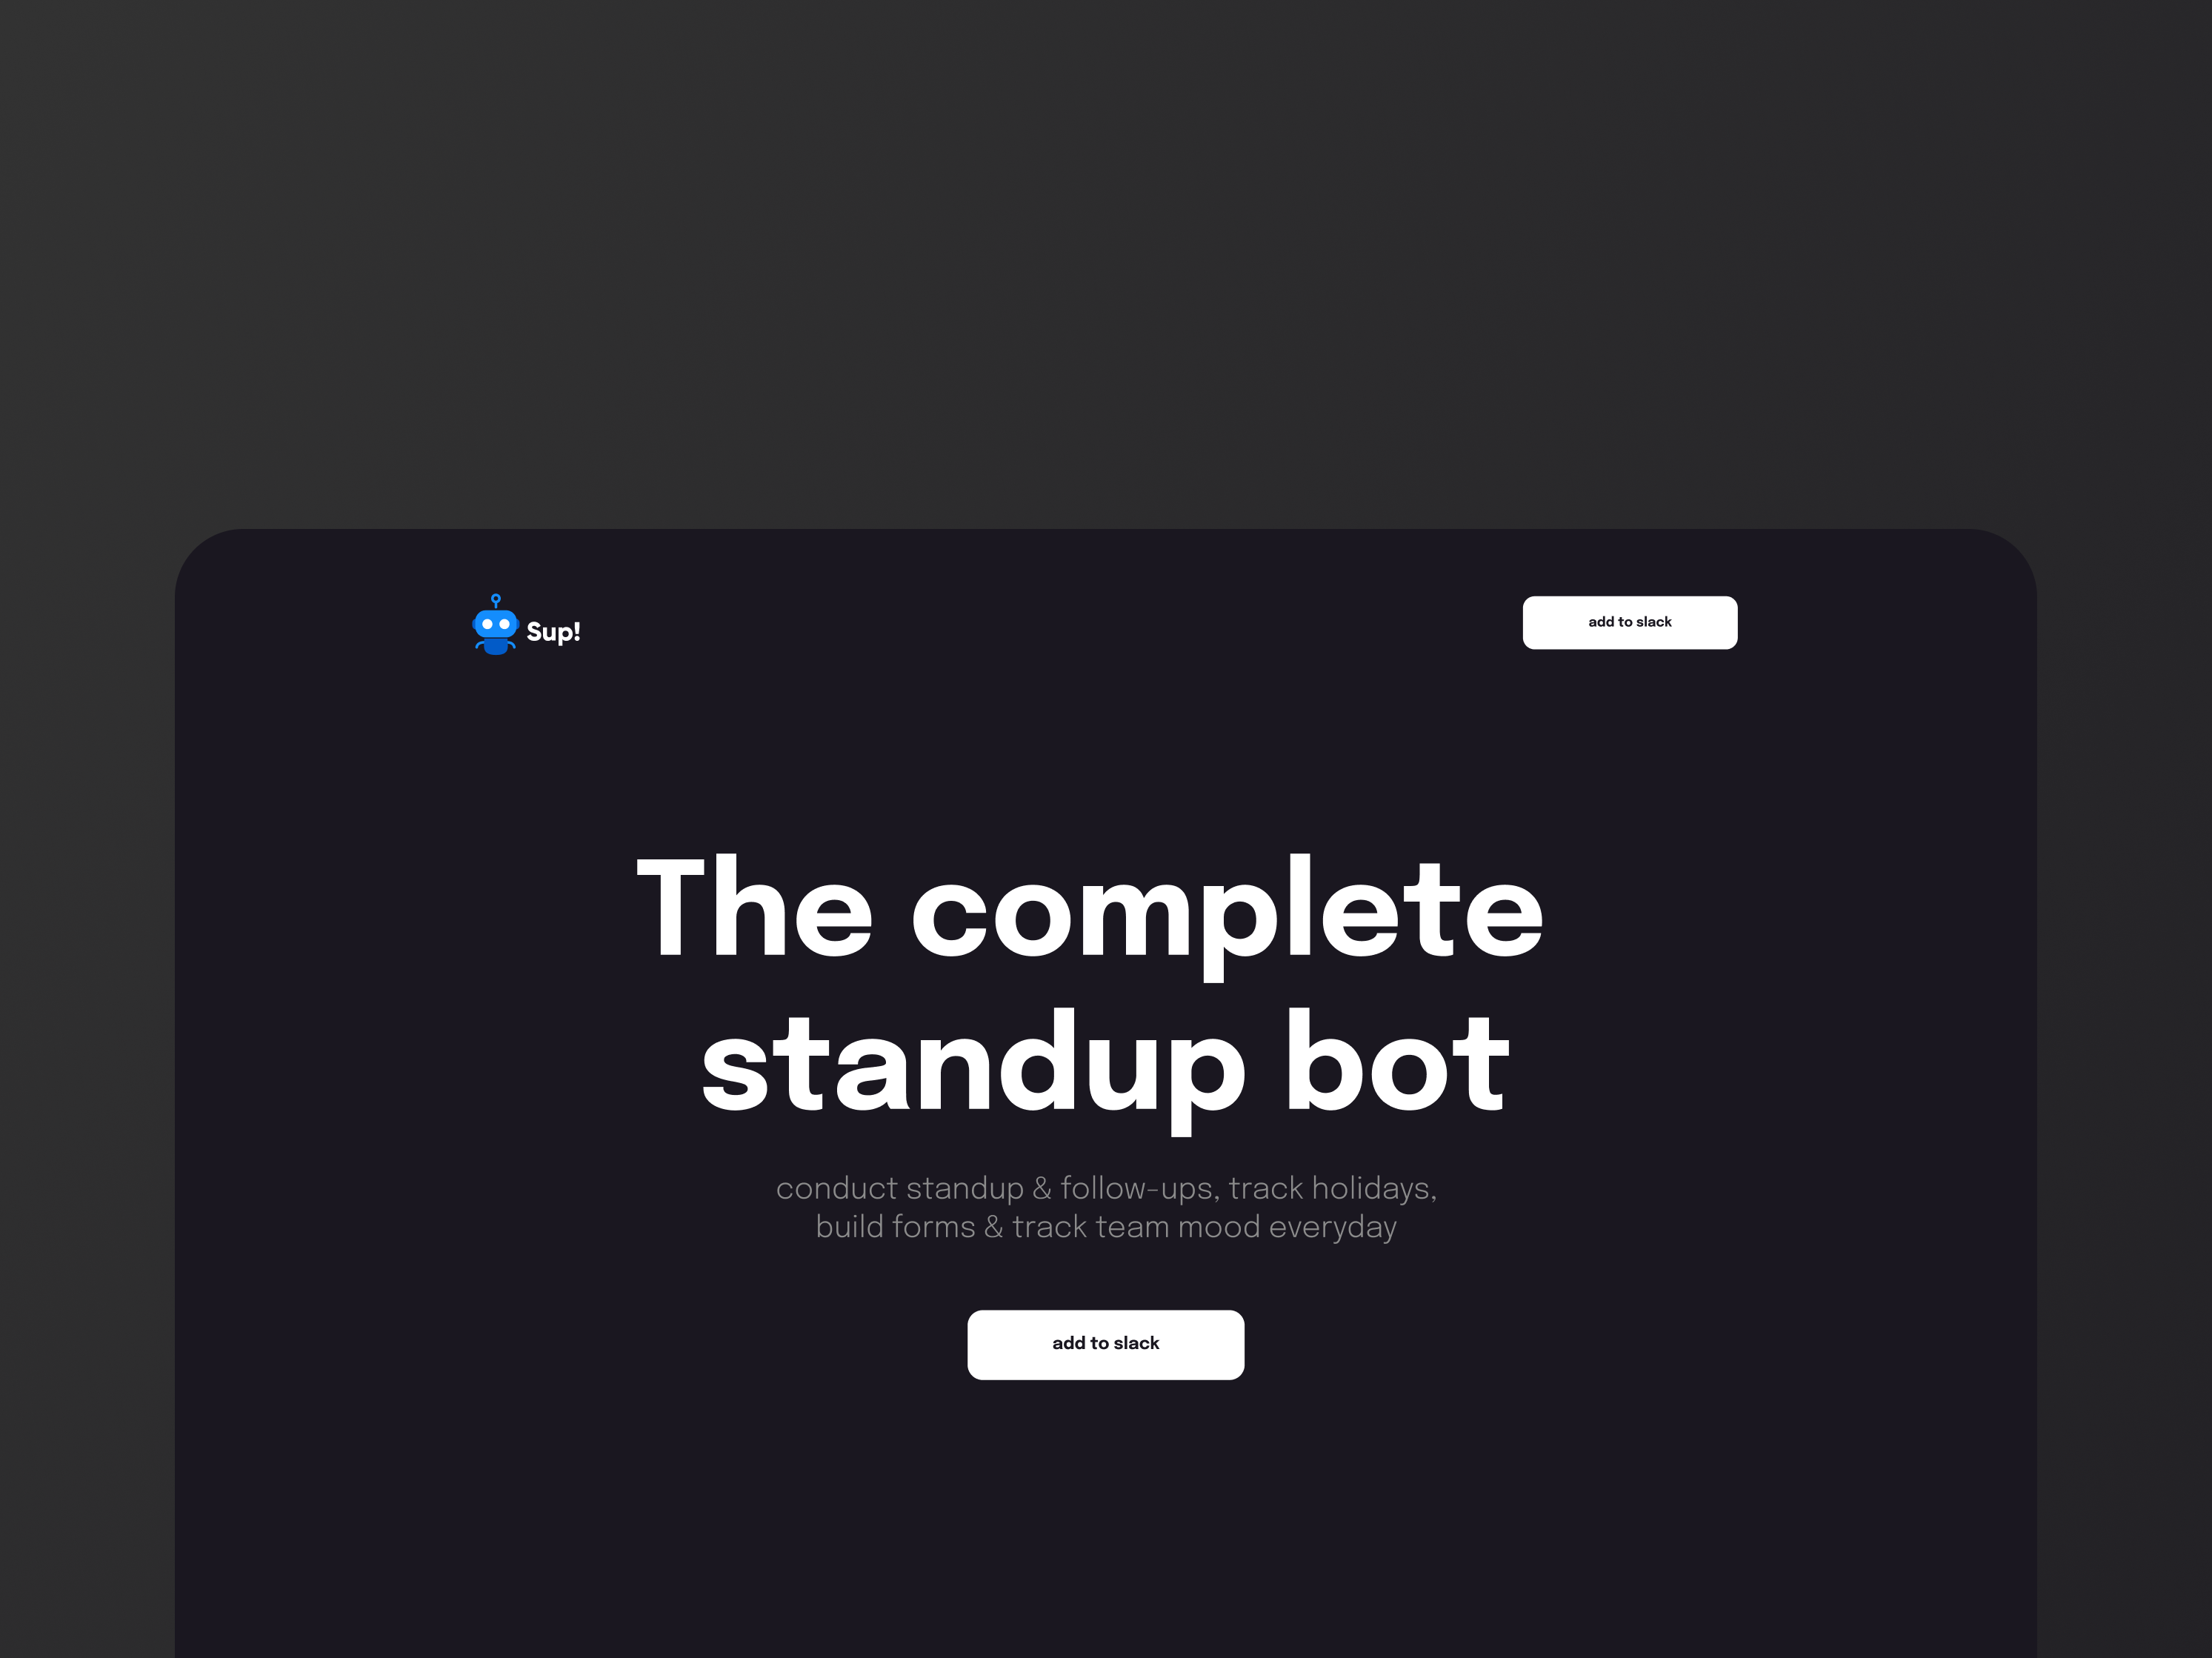 Sup!
add to slack
The complete
standup bot
conduct standup & follow-ups, track holidays,
build forms & track team mood everyday
add to slack